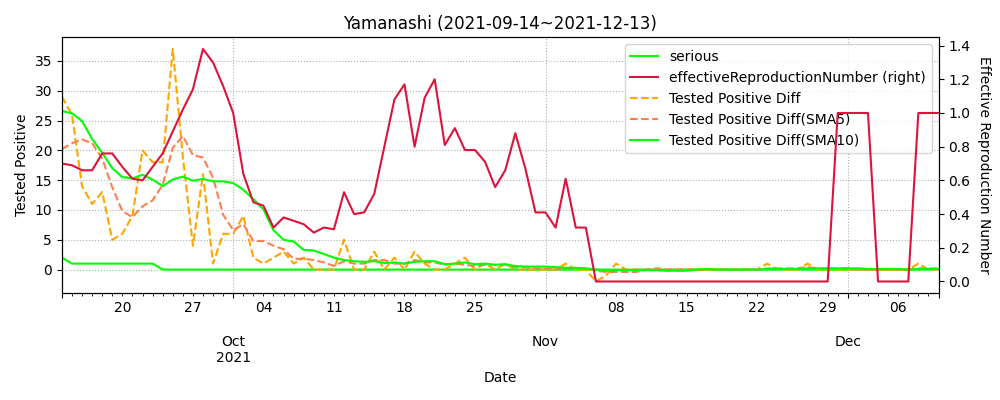 Yamanashi (2021-09-14~2021-12-13)
35
30
25
20
15
10
5
0
Tested Positive
1.4
1.2
1.0
0.8
0.6
0.4
0.2
0.0
Effective Reproduction Number
serious
effectiveReproductionNumber (right)
Tested Positive Diff
Tested Positive Diff(SMA5)
Tested Positive Diff(SMA10)
20 27 04 11 18 25 08 15 22 29 06
Oct Nov Dec
2021
Date